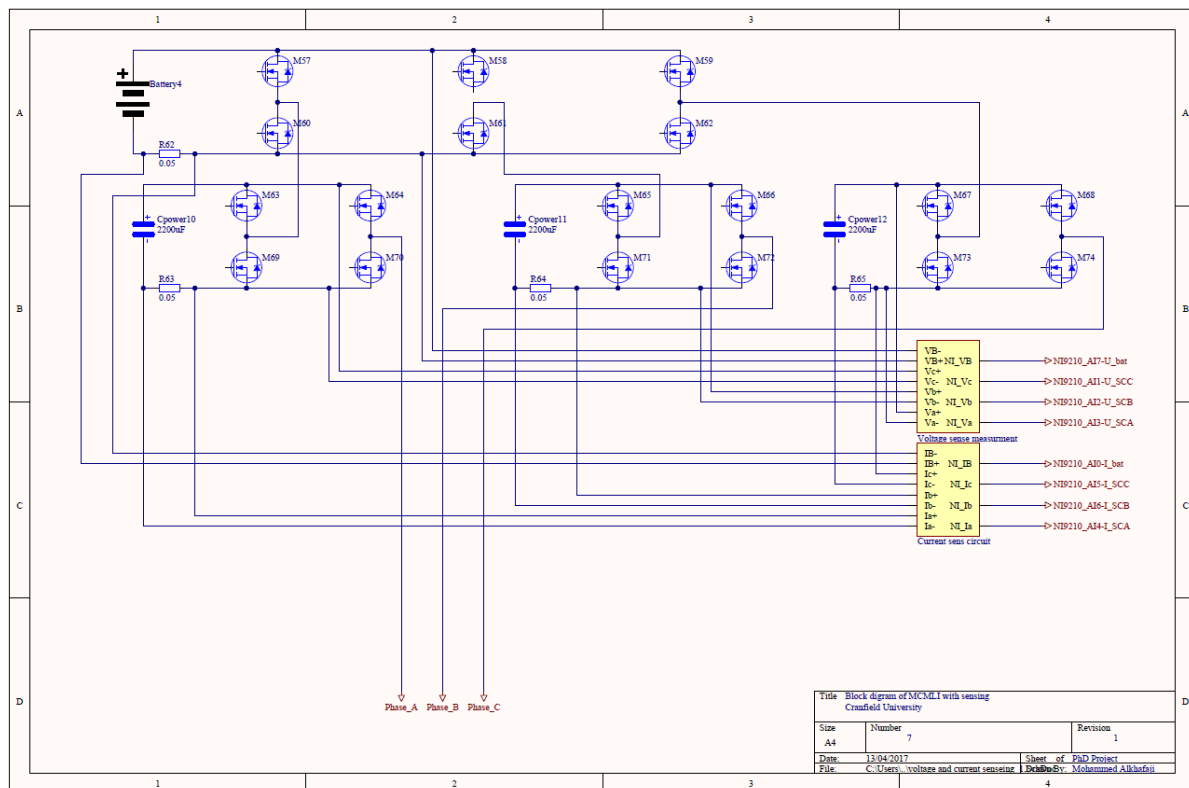 1 2 3 4
M57 M58 M59
Battery4
A A
M60 M61 M62
R62
0.05
M63 M64 M65 M66 M67 M68
+ Cpower10 + Cpower11 + Cpower12
2200uF 2200uF 2200uF
M69 M70 M71 M72 M73 M74
R63 R64 R65
0.05 0.05 0.05
B B
VB-
VB+ NI_VB NI9210_AI7-U_bat
Vc+
Vc- NI_Vc NI9210_AI1-U_SCC
Vb+
Vb- NI_Vb NI9210_AI2-U_SCB
Va+
Va- NI_Va NI9210_AI3-U_SCA
Voltage sense measurment
IB-
IB+ NI_IB NI9210_AI0-I_bat
Ic+
Ic- NI_Ic NI9210_AI5-I_SCC
Ib+
Ib- NI_Ib NI9210_AI6-I_SCB
Ia+
Ia- NI_Ia NI9210_AI4-I_SCA
Current sens circuit
C C
D D
Phase_A Phase_B Phase_C
Title Block digram of MCMLI with sensing
Cranfield University
Size Number Revision
A4 7 1
Date: 13/04/2017 Sheet of PhD Project
File: C:\Users\..\voltage and current senseing By: Mohammed Alkhafaji
1 2 3 4